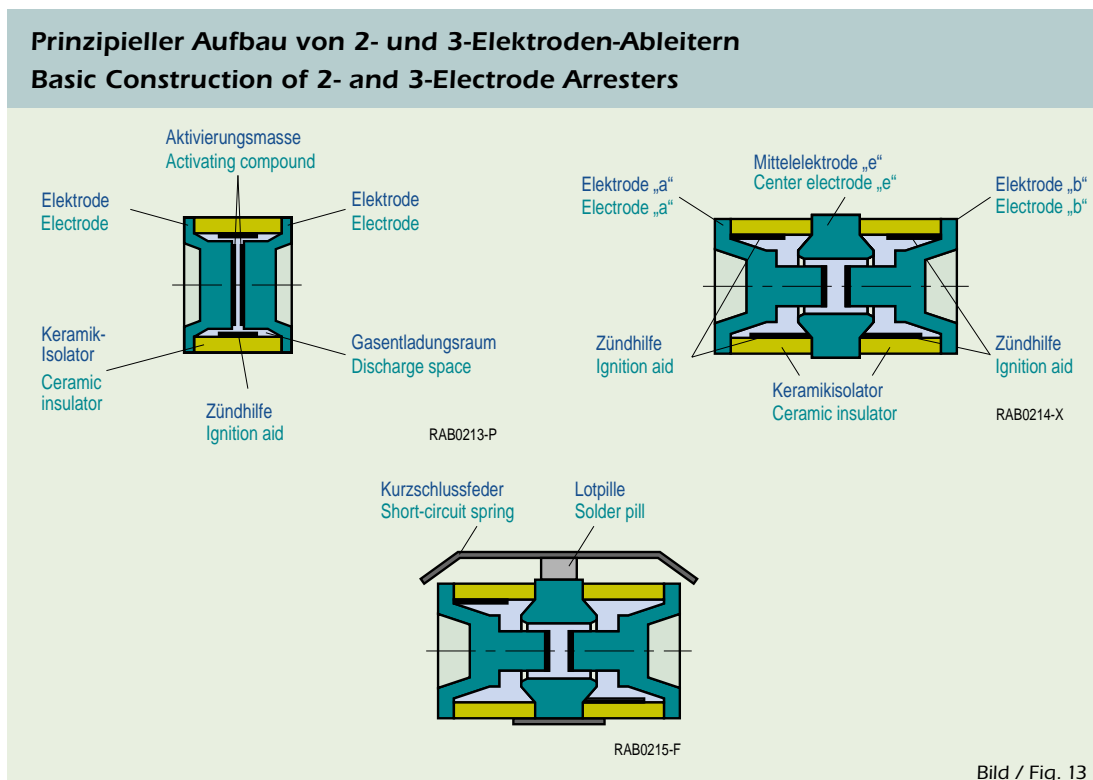 Prinzipieller Aufbau von 2- und 3-Elektroden-Ableitern
Basic Construction of 2- and 3-Electrode Arresters
Aktivierungsmasse
Activating compound
Elektrode
Electrode
Elektrode
Electrode
Keramik-
Isolator
Ceramic
insulator
Zündhilfe
Ignition aid
Gasentladungsraum
Discharge space
RAB0213-P
Mittelelektrode „e“
Center electrode „e“
Elektrode „a“
Electrode „a“
Elektrode „b“
Electrode „b“
Zündhilfe
Ignition aid
Keramikisolator
Ceramic insulator
Zündhilfe
Ignition aid
RAB0214-X
Kurzschlussfeder
Short-circuit spring
Lotpille
Solder pill
RAB0215-F
Bild / Fig. 13